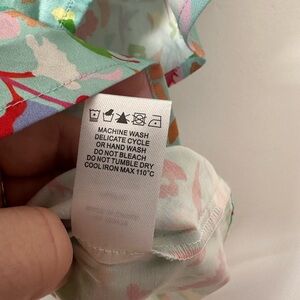 MACHINE WASH
DELICATE CYCLE
OR HAND WASH
DO NOT BLEACH
DO NOT TUMBLE DRY
COOL IRON MAX 110°C